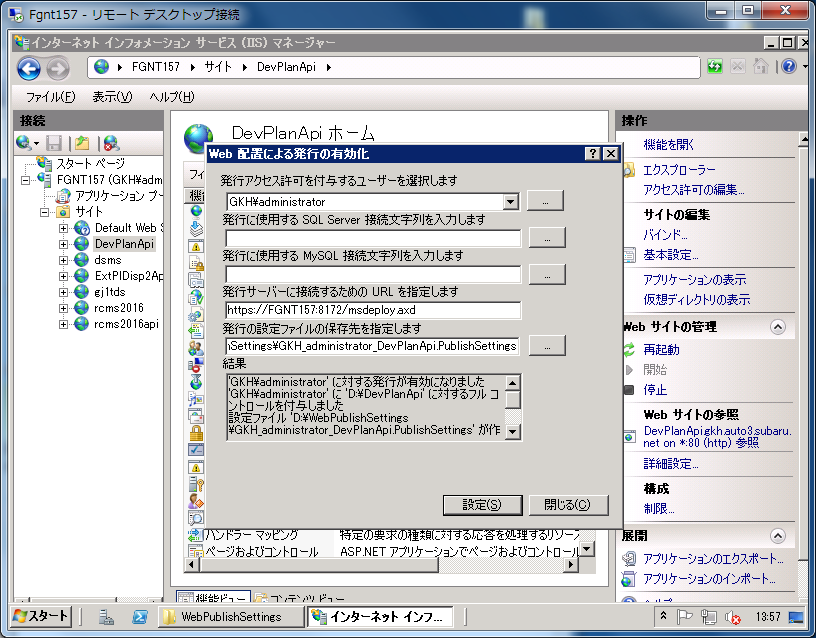 Fgnt157 - リモート デスクトップ接続
インターネット インフォメーション サービス (IIS) マネージャー
FGNT157 ▸ サイト ▸ DevPlanApi ▸
ファイル(F) 表示(V) ヘルプ(H)
接続
スタート ページ
FGNT157 (GKH¥adm
アプリケーション プー
サイト
Default Web S
DevPlanApi
dsms
ExtPIDisp2Ap
gj1tds
rcms2016
rcms2016api
DevPlanApi ホーム
フィ
機能
Web 配置による発行の有効化
発行アクセス許可を付与するユーザーを選択します
GKH¥administrator
...
発行に使用する SQL Server 接続文字列を入力します
...
発行に使用する MySQL 接続文字列を入力します
...
発行サーバーに接続するための URL を指定します
https://FGNT157:8172/msdeploy.axd
発行の設定ファイルの保存先を指定します
Settings¥GKH_administrator_DevPlanApi.PublishSettings
...
結果
'GKH¥administrator' に対する発行が有効になりました
'GKH¥administrator' に 'D:¥DevPlanApi' に対するフル コ
ントロールを付与しました
設定ファイル 'D:¥WebPublishSettings
¥GKH_administrator_DevPlanApi.PublishSettings' が作
設定(S) 閉じる(C)
ハンドラー マッピング 特定の要求の種類に対する応答を処理するリソース
ページおよびコントロール ASP.NET アプリケーションでページおよびコントロール
機能ビュー コンテンツ ビュー
操作
機能を開く
エクスプローラー
アクセス許可の編集...
サイトの編集
バインド...
基本設定...
アプリケーションの表示
仮想ディレクトリの表示
Web サイトの管理
再起動
開始
停止
Web サイトの参照
DevPlanApi.gkh.auto3.subaru.
net on *:80 (http) 参照
詳細設定...
構成
制限...
展開
アプリケーションのエクスポート...
アプリケーションのインポート...
ヘルプ
スタート WebPublishSettings インターネット インフ... 13:57